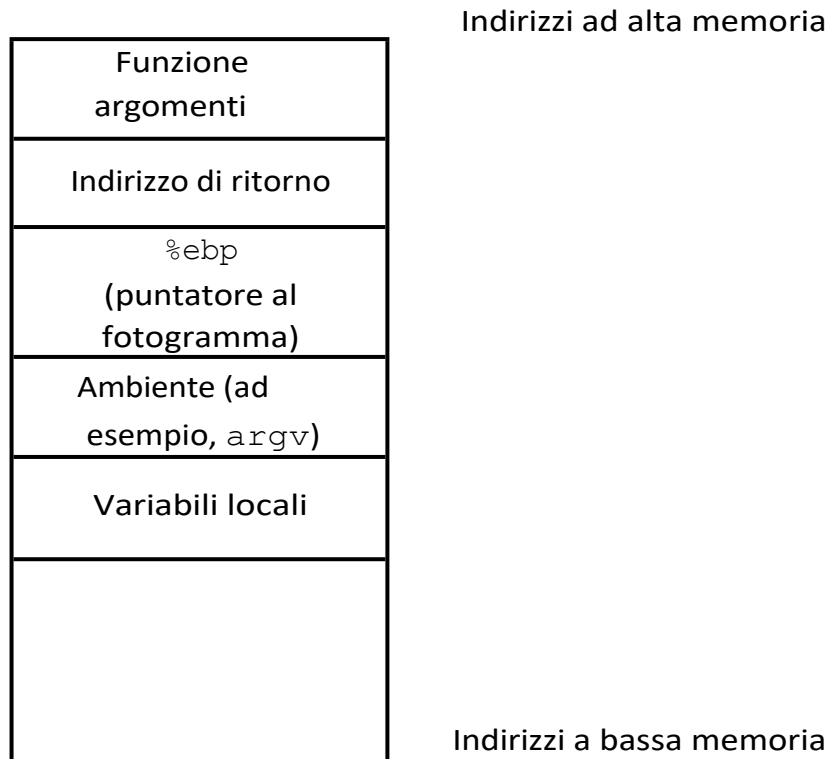 Indirizzi ad alta memoria
Funzione
argomenti
Indirizzo di ritorno
%ebp
(puntatore al
fotogramma)
Ambiente (ad
esempio, argv)
Variabili locali
Indirizzi a bassa memoria